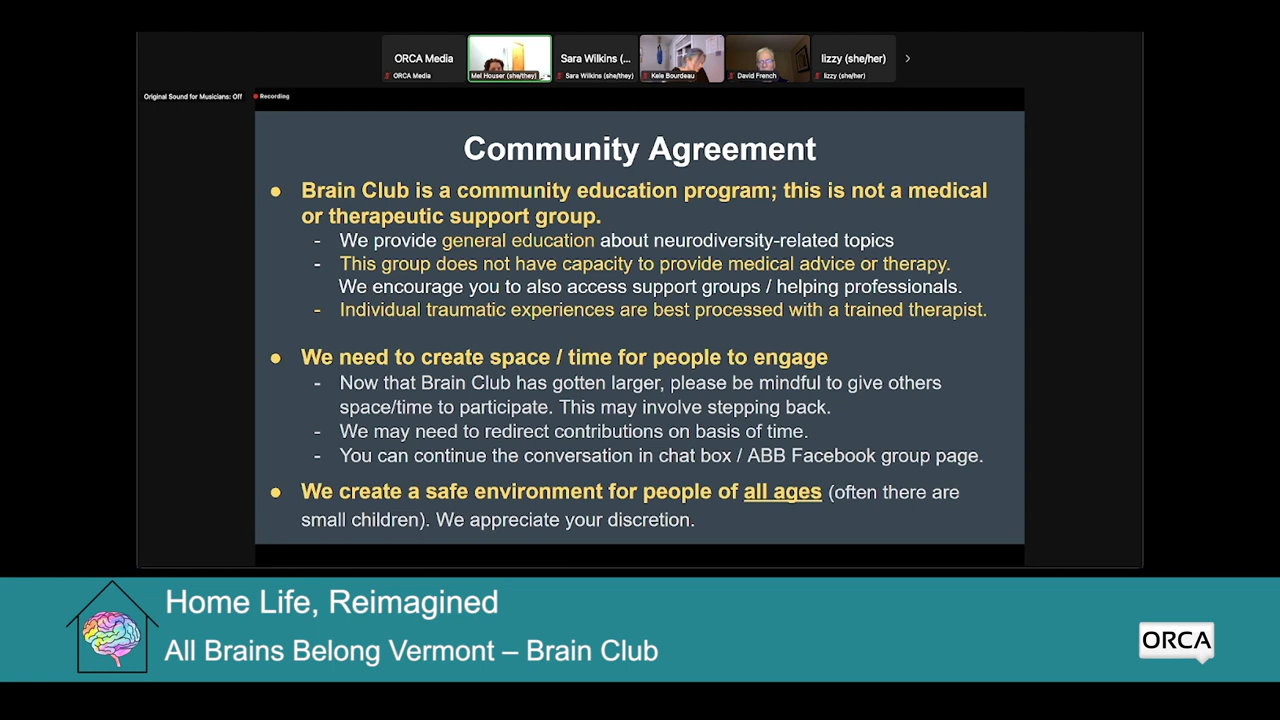 ORCA Media
Sara Wilkins (...
lizzy (she/her)
ORCA Media
Mel Houser (she/they)
Sara Wilkins (she/they)
Kele Bourdeau
David French
lizzy (she/her)
Original Sound for Musicians: Off
Recording
Community Agreement
● Brain Club is a community education program; this is not a medical
or therapeutic support group.
- We provide general education about neurodiversity-related topics
- This group does not have capacity to provide medical advice or therapy.
We encourage you to also access support groups / helping professionals.
- Individual traumatic experiences are best processed with a trained therapist.
● We need to create space / time for people to engage
- Now that Brain Club has gotten larger, please be mindful to give others
space/time to participate. This may involve stepping back.
- We may need to redirect contributions on basis of time.
- You can continue the conversation in chat box / ABB Facebook group page.
● We create a safe environment for people of all ages (often there are
small children). We appreciate your discretion.
Home Life, Reimagined
All Brains Belong Vermont – Brain Club
ORCA